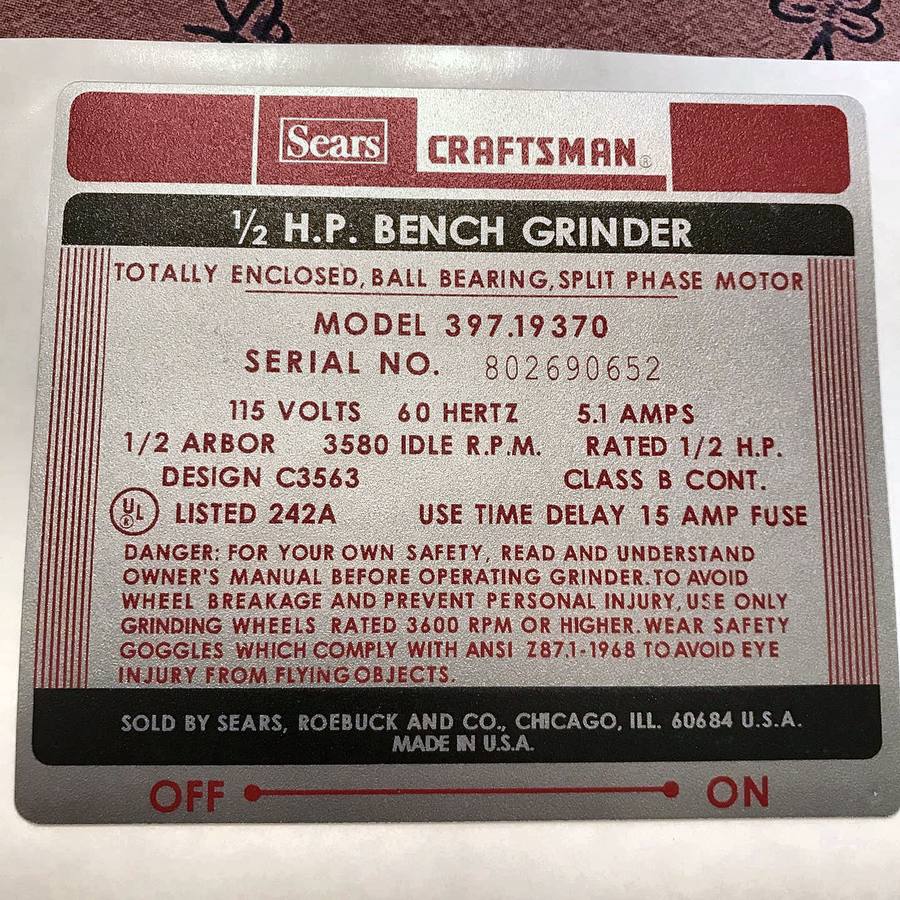 Sears CRAFTSMAN®
1/2 H.P. BENCH GRINDER
TOTALLY ENCLOSED, BALL BEARING, SPLIT PHASE MOTOR
MODEL 397.19370
SERIAL NO. 802690652
115 VOLTS 60 HERTZ 5.1 AMPS
1/2 ARBOR 3580 IDLE R.P.M. RATED 1/2 H.P.
DESIGN C3563 CLASS B CONT.
UL® LISTED 242A USE TIME DELAY 15 AMP FUSE
DANGER: FOR YOUR OWN SAFETY, READ AND UNDERSTAND
OWNER'S MANUAL BEFORE OPERATING GRINDER. TO AVOID
WHEEL BREAKAGE AND PREVENT PERSONAL INJURY, USE ONLY
GRINDING WHEELS RATED 3600 RPM OR HIGHER. WEAR SAFETY
GOGGLES WHICH COMPLY WITH ANSI Z87.1-1968 TO AVOID EYE
INJURY FROM FLYING OBJECTS.
SOLD BY SEARS, ROEBUCK AND CO., CHICAGO, ILL. 60684 U.S.A.
MADE IN U.S.A.
OFF ON